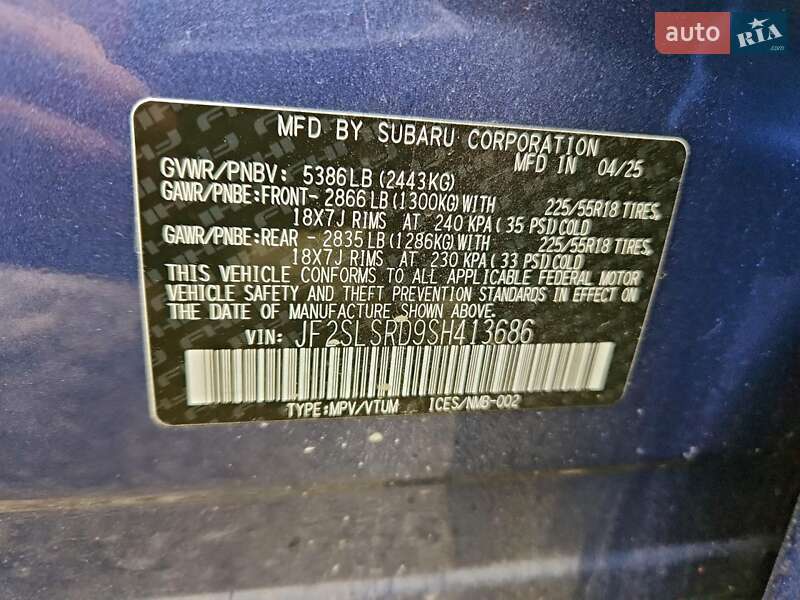 auto RIA.com
MFD BY SUBARU CORPORATION
MFD IN 04/25
GVWR/PNBV: 5386LB(2443KG)
GAWR/PNBE:FRONT- 2866LB(1300KG)WITH 225/55R18 TIRES,
18X7J RIMS AT 240 KPA(35 PSI)COLD
GAWR/PNBE:REAR - 2835LB(1286KG)WITH 225/55R18 TIRES,
18X7J RIMS AT 230 KPA(33 PSI)COLD
THIS VEHICLE CONFORMS TO ALL APPLICABLE FEDERAL MOTOR
VEHICLE SAFETY AND THEFT PREVENTION STANDARDS IN EFFECT ON
THE DATE OF MANUFACTURE SHOWN ABOVE.
VIN: JF2SLSRD9SH413686
TYPE:MPV/VTUM ICES/NMB-002